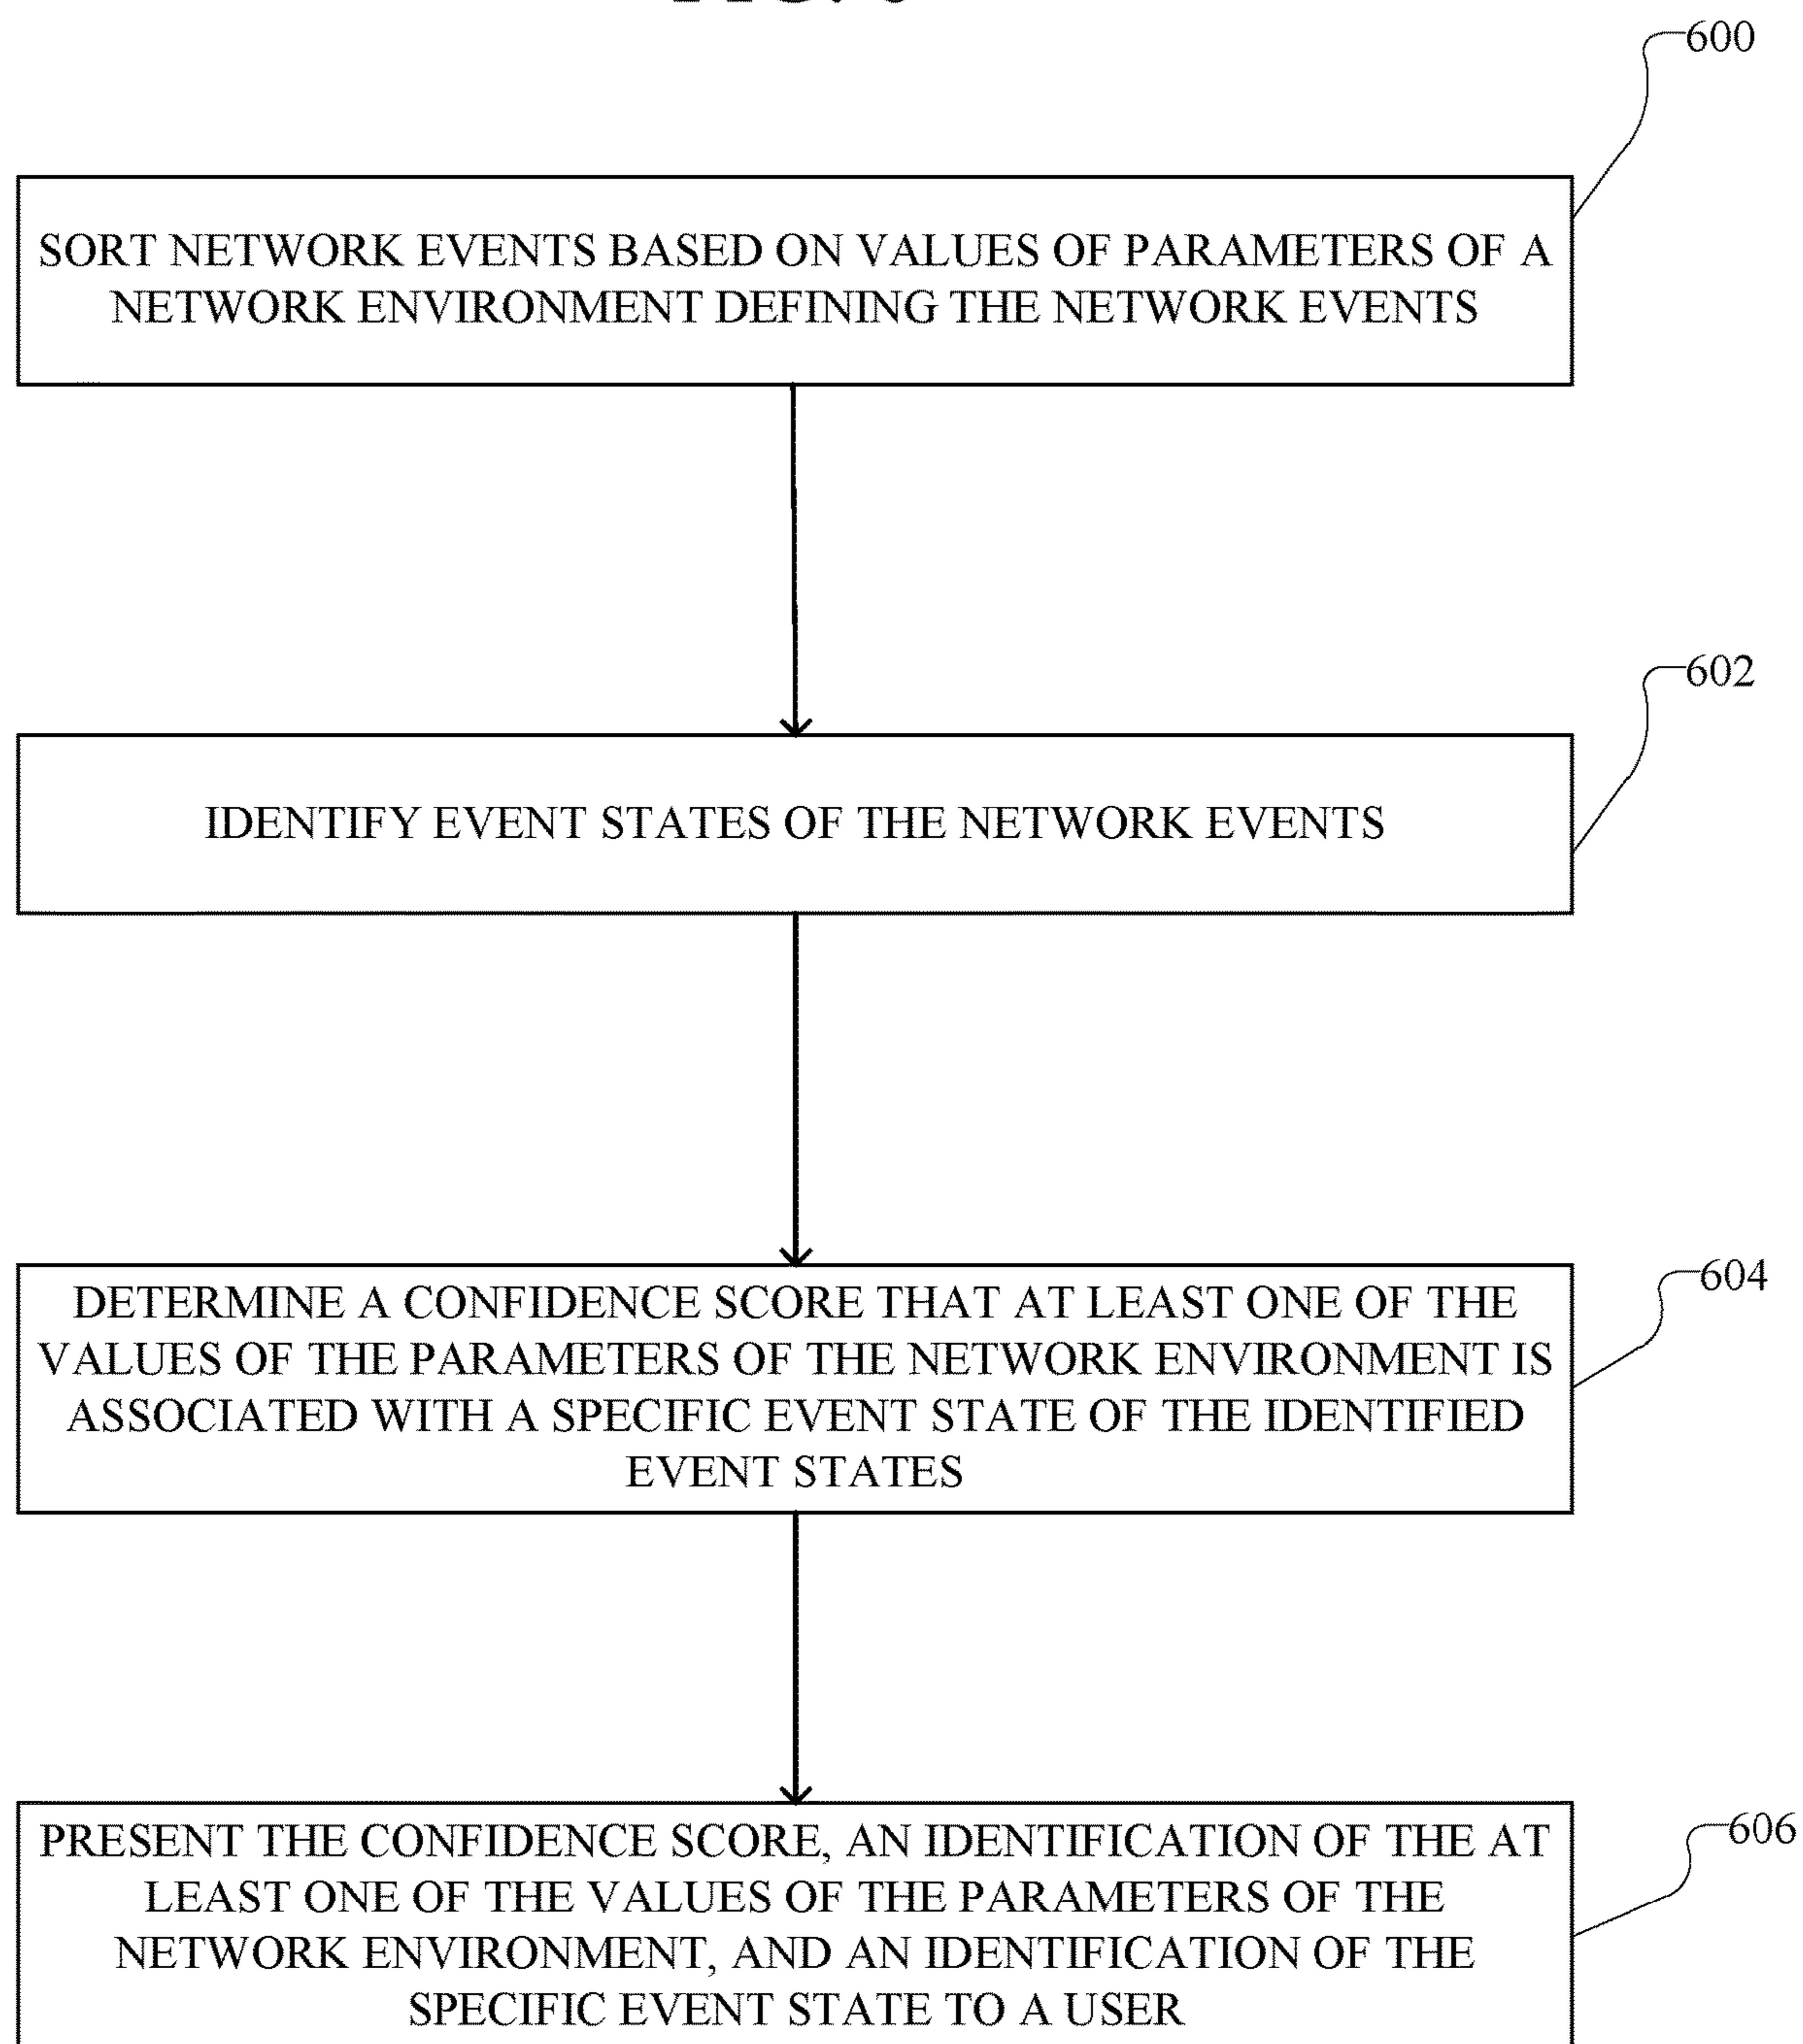 600
SORT NETWORK EVENTS BASED ON VALUES OF PARAMETERS OF A
NETWORK ENVIRONMENT DEFINING THE NETWORK EVENTS
602
IDENTIFY EVENT STATES OF THE NETWORK EVENTS
604
DETERMINE A CONFIDENCE SCORE THAT AT LEAST ONE OF THE
VALUES OF THE PARAMETERS OF THE NETWORK ENVIRONMENT IS
ASSOCIATED WITH A SPECIFIC EVENT STATE OF THE IDENTIFIED
EVENT STATES
606
PRESENT THE CONFIDENCE SCORE, AN IDENTIFICATION OF THE AT
LEAST ONE OF THE VALUES OF THE PARAMETERS OF THE
NETWORK ENVIRONMENT, AND AN IDENTIFICATION OF THE
SPECIFIC EVENT STATE TO A USER